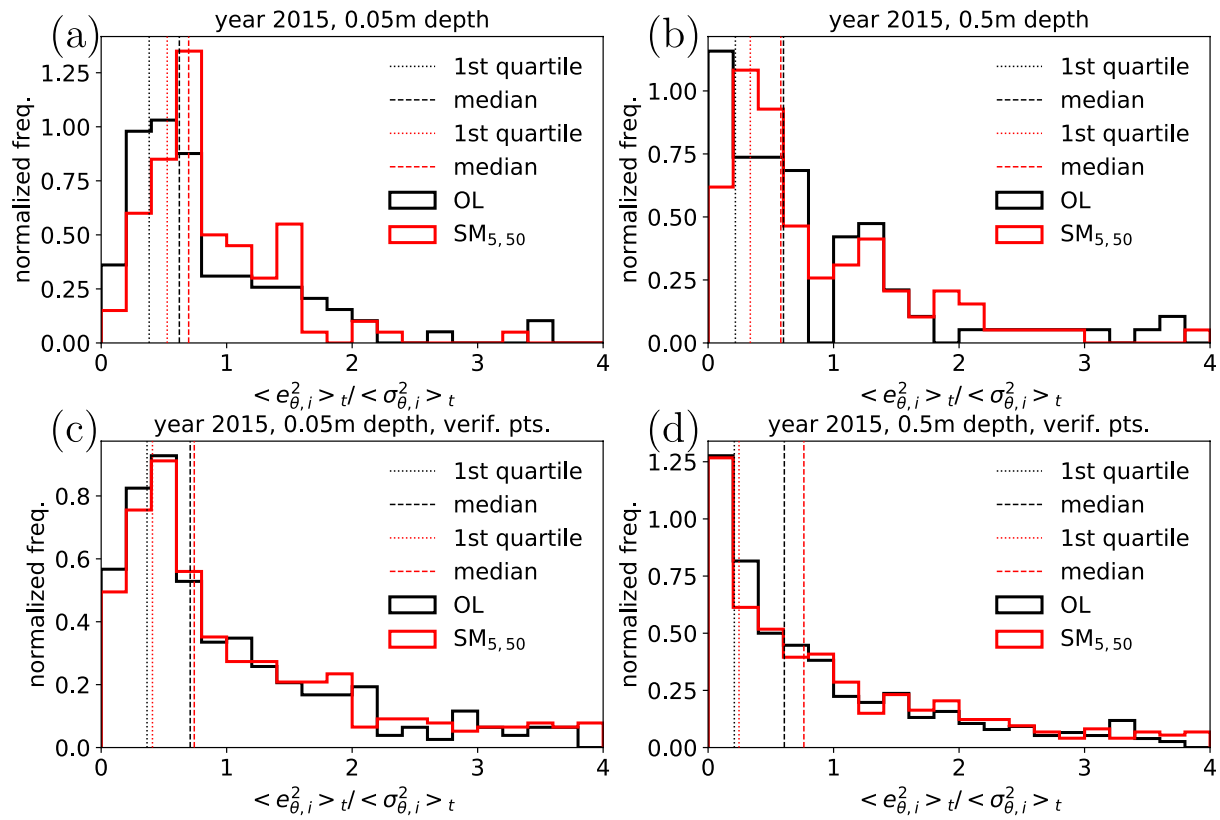 (a) year 2015, 0.05m depth
normalized freq.
1.25
1.00
0.75
0.50
0.25
0.00
0 1 2 3 4
< e²θ,i >t / < σ²θ,i >t
1st quartile
median
1st quartile
median
OL
SM5,50
(b) year 2015, 0.5m depth
normalized freq.
1.00
0.75
0.50
0.25
0.00
0 1 2 3 4
< e²θ,i >t / < σ²θ,i >t
1st quartile
median
1st quartile
median
OL
SM5,50
(c) year 2015, 0.05m depth, verif. pts.
normalized freq.
0.8
0.6
0.4
0.2
0.0
0 1 2 3 4
< e²θ,i >t / < σ²θ,i >t
1st quartile
median
1st quartile
median
OL
SM5,50
(d) year 2015, 0.5m depth, verif. pts.
normalized freq.
1.25
1.00
0.75
0.50
0.25
0.00
0 1 2 3 4
< e²θ,i >t / < σ²θ,i >t
1st quartile
median
1st quartile
median
OL
SM5,50